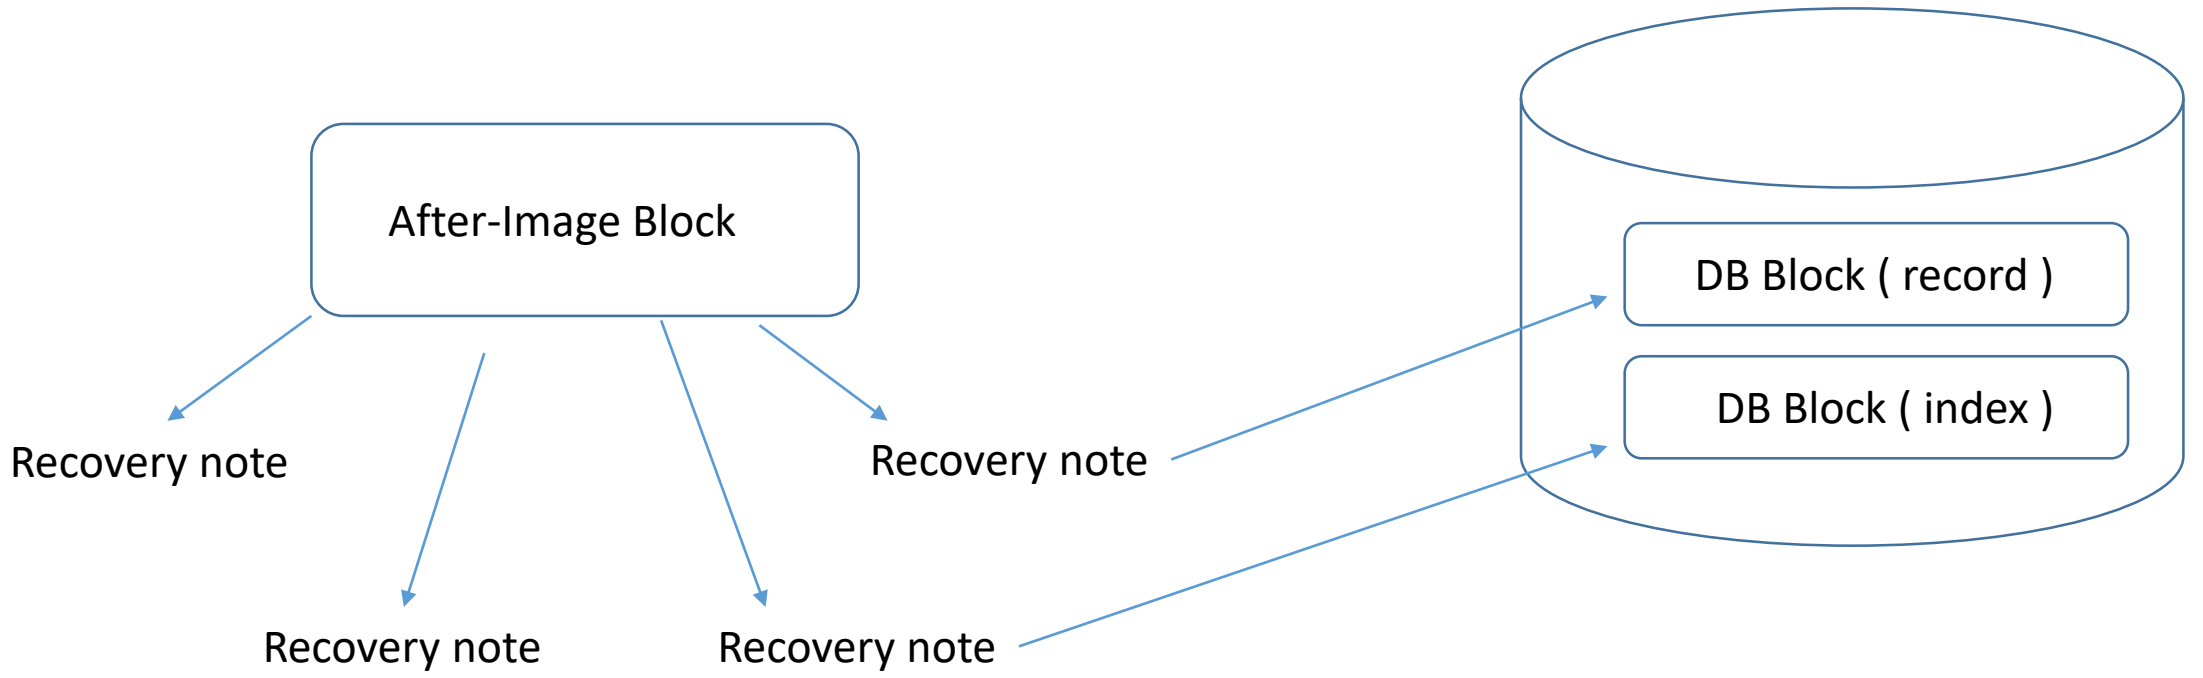 After-Image Block
DB Block ( record )
DB Block ( index )
Recovery note
Recovery note
Recovery note
Recovery note